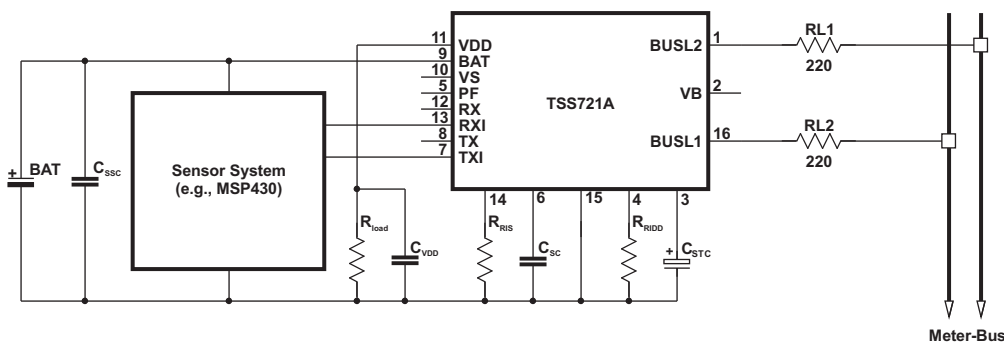 11
VDD
BUSL2
1
RL1
220
9
BAT
10
VS
5
PF
12
RX
13
RXI
8
TX
7
TXI
TSS721A
VB
2
BUSL1
16
RL2
220
BAT
CSSC
Sensor System
(e.g., MSP430)
Rload
CVDD
14
RRIS
6
CSC
15
4
RRIDD
3
CSTC
+
+
Meter-Bus